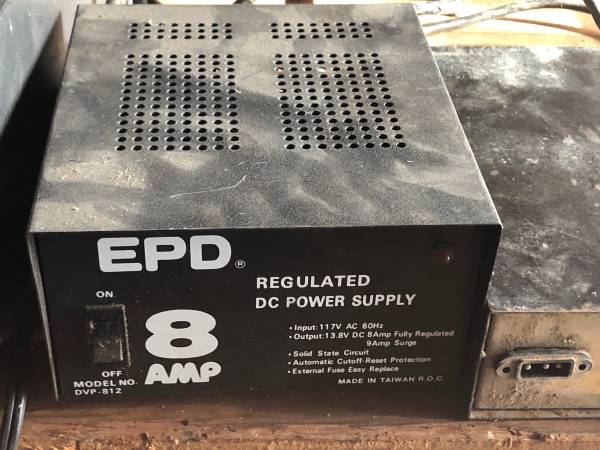 EPD®
REGULATED
DC POWER SUPPLY
ON
8
AMP
OFF
MODEL NO.
DVP-812
• Input: 117V AC 60Hz
• Output: 13.8V DC 8Amp Fully Regulated
9Amp Surge
• Solid State Circuit
• Automatic Cutoff-Reset Protection
• External Fuse Easy Replace
MADE IN TAIWAN R.O.C.